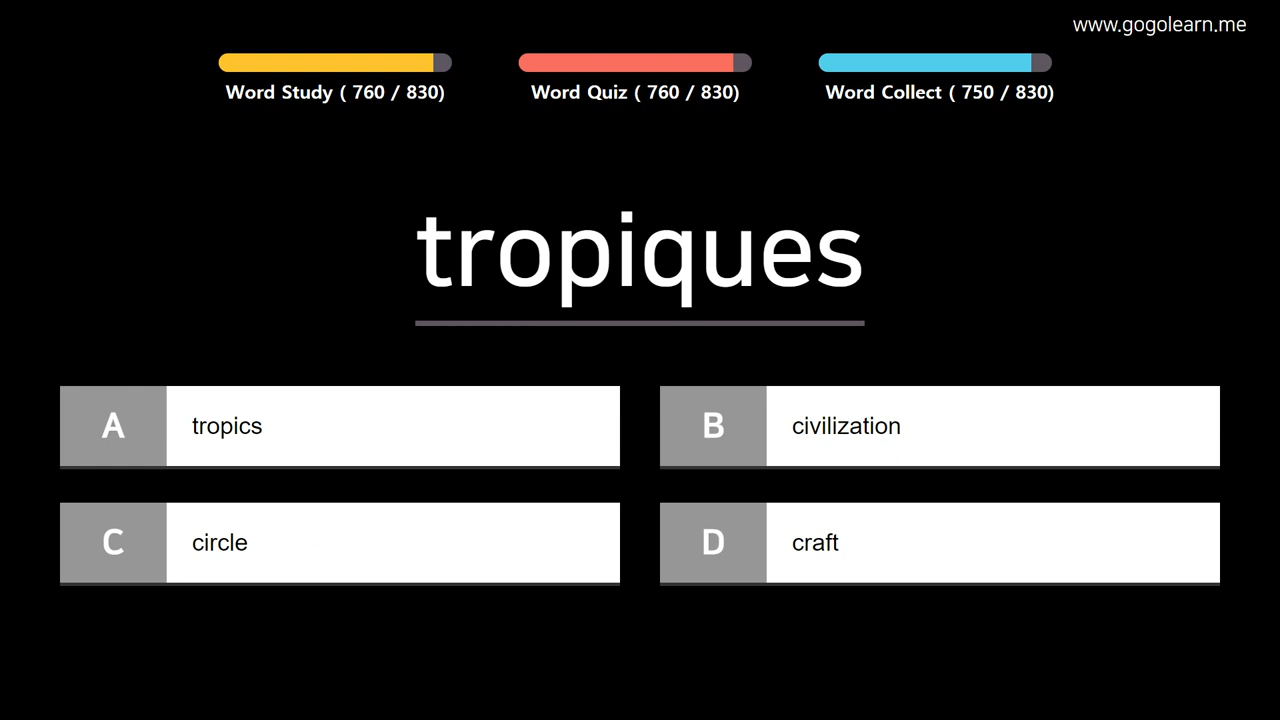 www.gogolearn.me
Word Study ( 760 / 830)
Word Quiz ( 760 / 830)
Word Collect ( 750 / 830)
tropiques
A tropics
B civilization
C circle
D craft